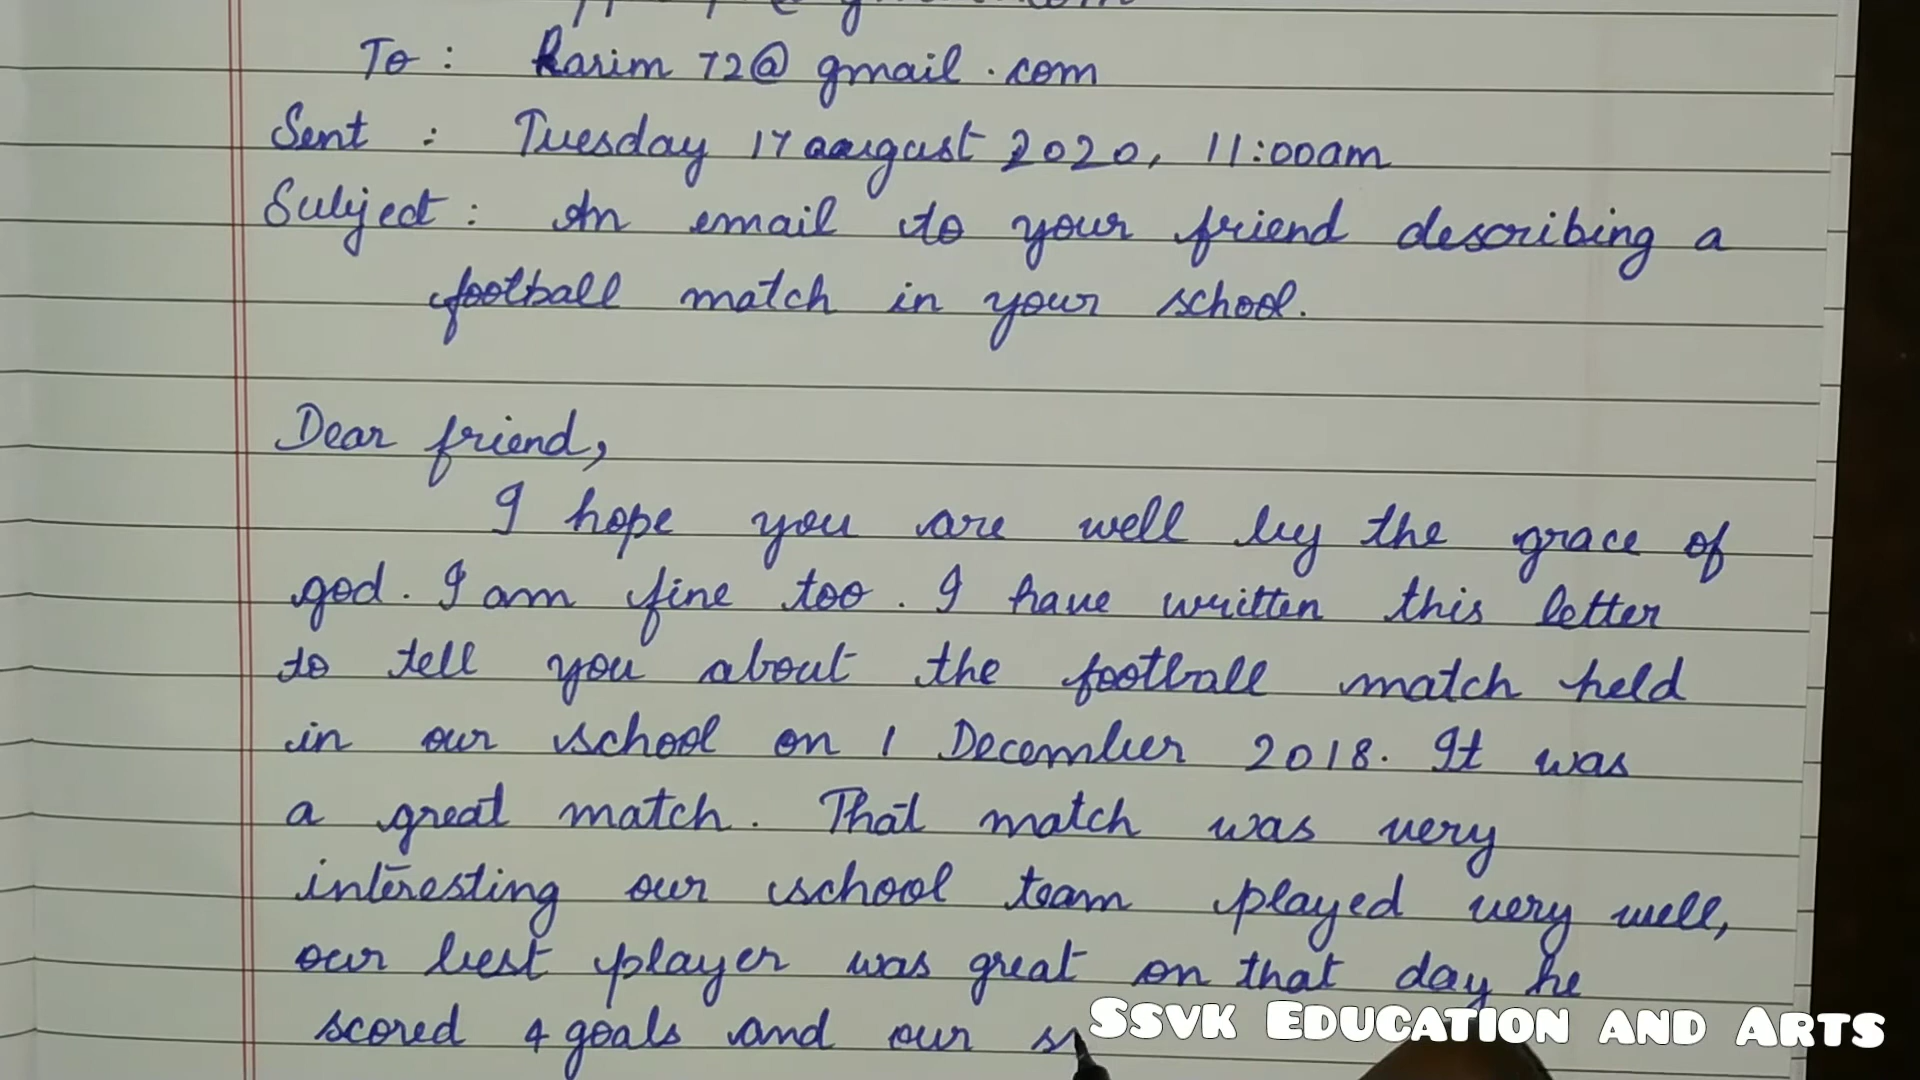 To : Karim 72@ gmail.com
Sent : Tuesday 17 august 2020, 11:00am
Subject : An email to your friend describing a
football match in your school.
Dear friend,
I hope you are well by the grace of
god. I am fine too. I have written this letter
to tell you about the football match held
in our school on 1 December 2018. It was
a great match. That match was very
interesting our school team played very well,
our best player was great on that day he
scored 4 goals and our
SSVK EDUCATION AND ARTS